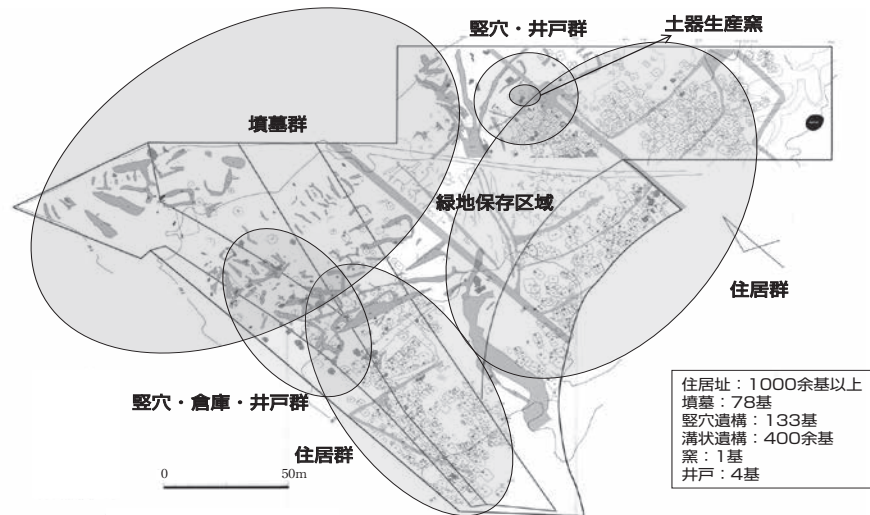 竪穴・井戸群
土器生産窯
墳墓群
緑地保存区域
住居群
竪穴・倉庫・井戸群
住居群
0 50m
住居址：1000余基以上
墳墓：78基
竪穴遺構：133基
溝状遺構：400余基
窯：1基
井戸：4基